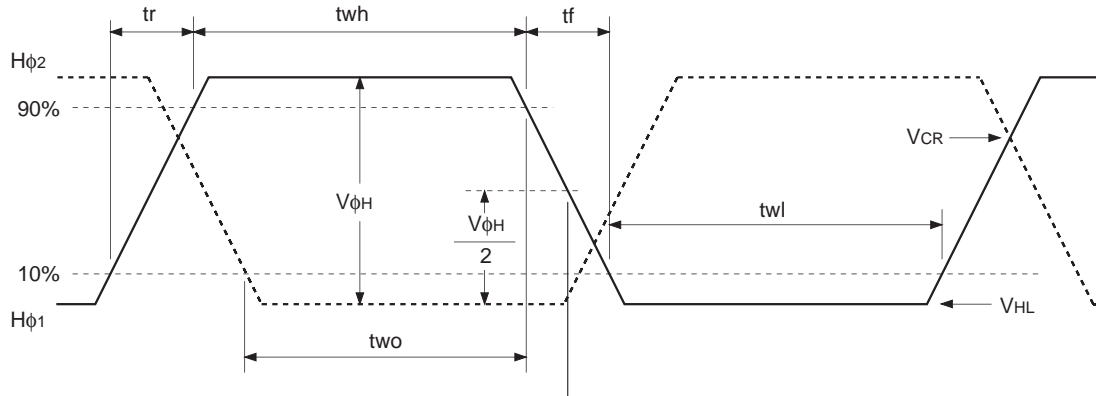 tr
twh
tf
Hϕ2
90%
VCR
VϕH
VϕH
2
twl
10%
Hϕ1
VHL
two